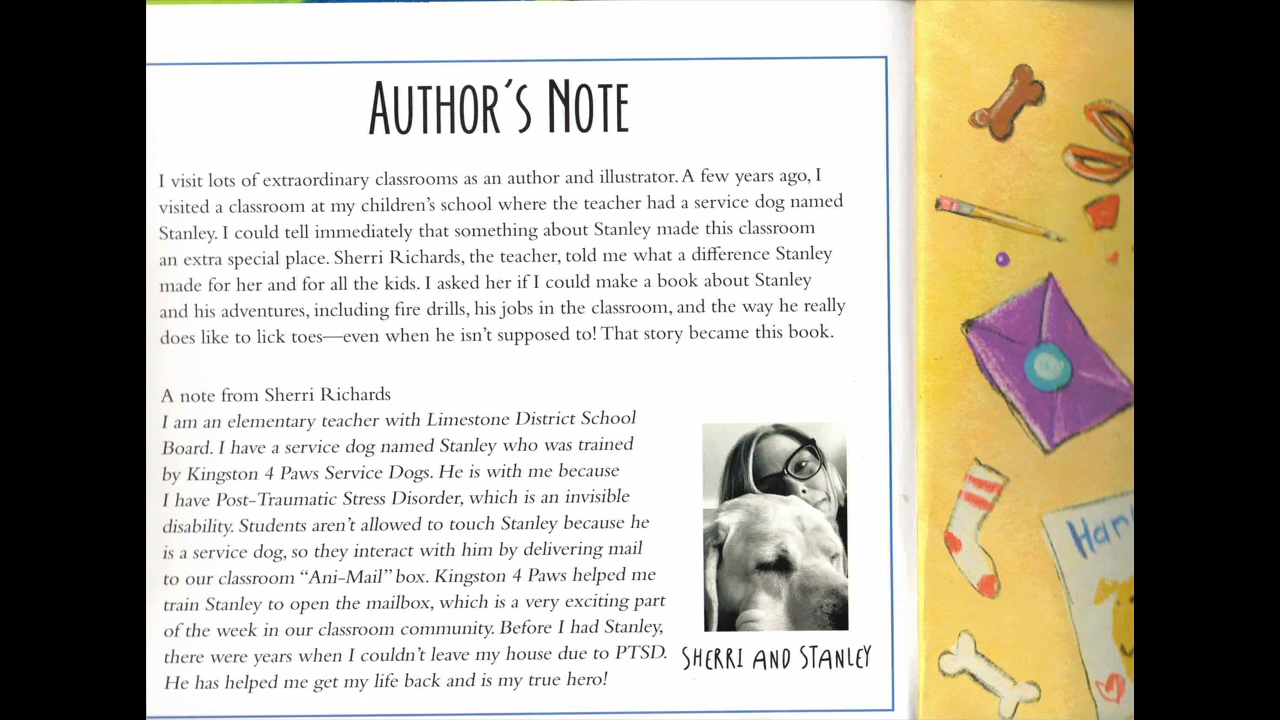 AUTHOR'S NOTE
I visit lots of extraordinary classrooms as an author and illustrator. A few years ago, I
visited a classroom at my children's school where the teacher had a service dog named
Stanley. I could tell immediately that something about Stanley made this classroom
an extra special place. Sherri Richards, the teacher, told me what a difference Stanley
made for her and for all the kids. I asked her if I could make a book about Stanley
and his adventures, including fire drills, his jobs in the classroom, and the way he really
does like to lick toes—even when he isn't supposed to! That story became this book.
A note from Sherri Richards
I am an elementary teacher with Limestone District School
Board. I have a service dog named Stanley who was trained
by Kingston 4 Paws Service Dogs. He is with me because
I have Post-Traumatic Stress Disorder, which is an invisible
disability. Students aren't allowed to touch Stanley because he
is a service dog, so they interact with him by delivering mail
to our classroom “Ani-Mail” box. Kingston 4 Paws helped me
train Stanley to open the mailbox, which is a very exciting part
of the week in our classroom community. Before I had Stanley,
there were years when I couldn't leave my house due to PTSD.
He has helped me get my life back and is my true hero!
SHERRI AND STANLEY